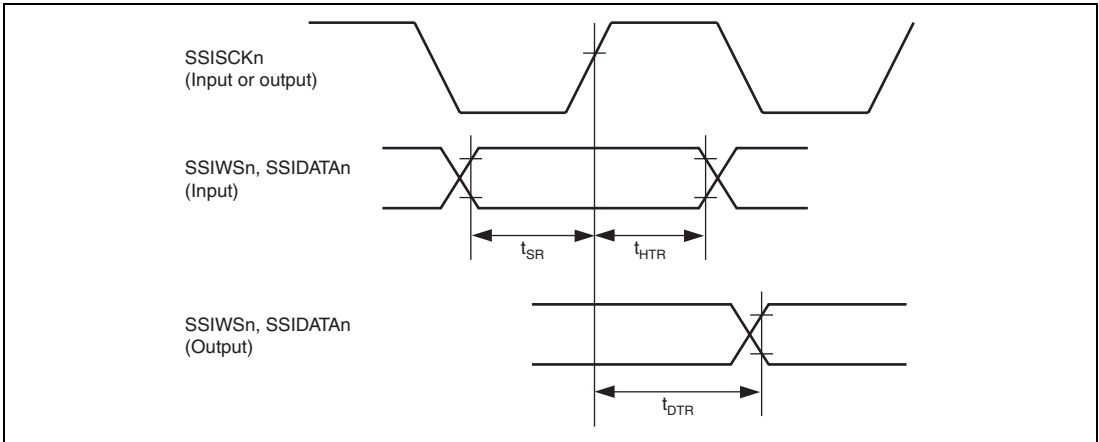 SSISCKn
(Input or output)
SSIWSn, SSIDATAn
(Input)
tSR
tHTR
SSIWSn, SSIDATAn
(Output)
tDTR